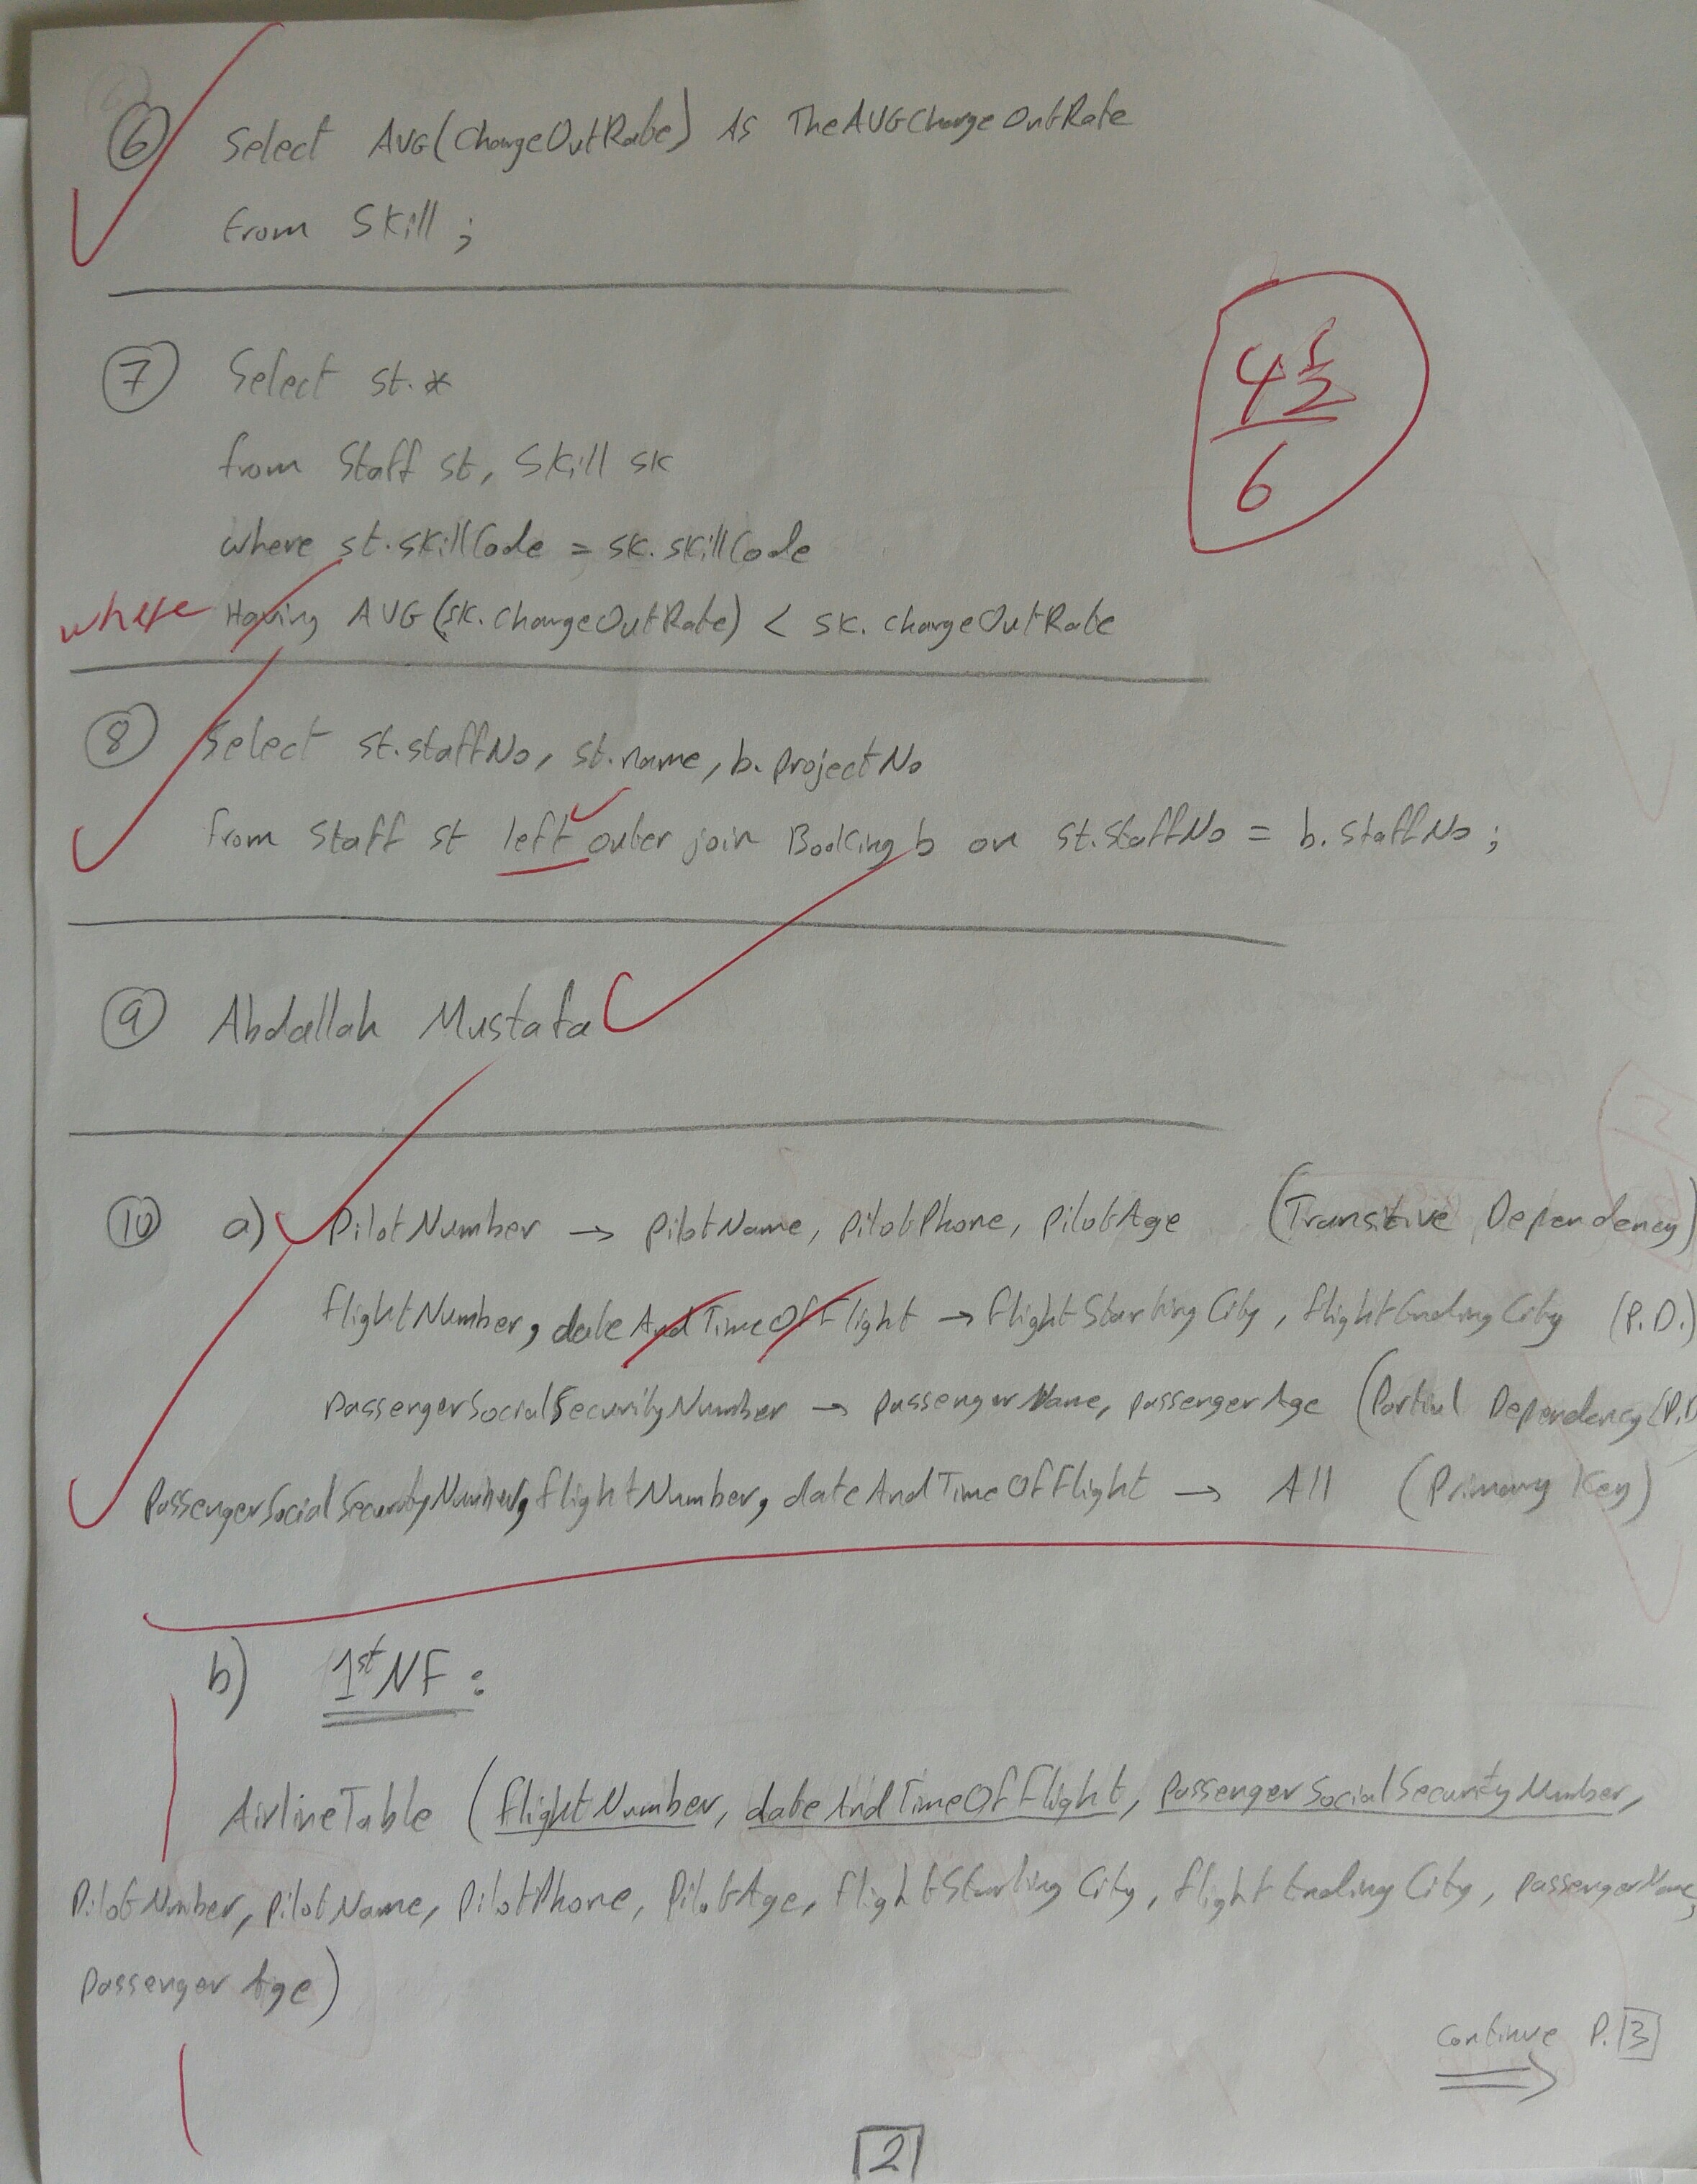 6 Select AVG(ChargeOutRate) AS TheAVGChargeOutRate
from Skill ;
7 Select st.*
4 1/2
6
from Staff st, Skill sk
where st.skillCode = sk.skillCode
where Having AVG(sk.chargeOutRate) < sk.chargeOutRate
8 Select st.staffNo, st.name, b.projectNo
from Staff st left outer join Booking b on st.staffNo = b.staffNo ;
9 Abdallah Mustafa
10 a) PilotNumber → pilotName, pilotPhone, pilotAge (Transitive Dependency)
flightNumber, dateAndTimeOfFlight → flightStartingCity, flightEndingCity (P.D.)
passengerSocialSecurityNumber → passengerName, passengerAge (Partial Dependency (P.D
PassengerSocialSecurityNumber, flightNumber, dateAndTimeOfFlight → All (Primary Key)
b) 1st NF :
AirlineTable (flightNumber, dateAndTimeOfFlight, passengerSocialSecurityNumber,
PilotNumber, pilotName, pilotPhone, PilotAge, flightStartingCity, flightEndingCity, passengerName,
passengerAge)
Continue P. 3
2